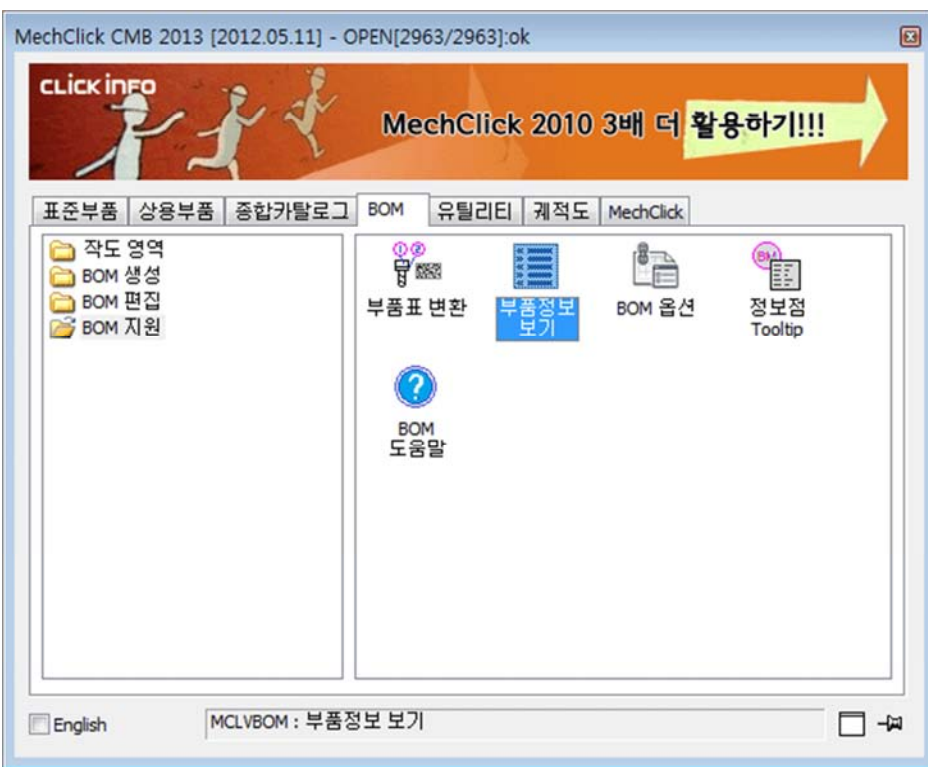 MechClick CMB 2013 [2012.05.11] - OPEN[2963/2963]:ok
CLICK INFO
MechClick 2010 3배 더 활용하기!!!
표준부품 상용부품 종합카탈로그 BOM 유틸리티 궤적도 MechClick
작도 영역
BOM 생성
BOM 편집
BOM 지원
부품표 변환
부품정보
보기
BOM 옵션
BM
정보점
Tooltip
BOM
도움말
English
MCLVBOM : 부품정보 보기